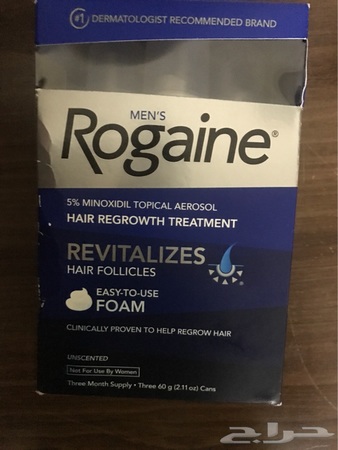 #1 DERMATOLOGIST RECOMMENDED BRAND
MEN'S
Rogaine®
5% MINOXIDIL TOPICAL AEROSOL
HAIR REGROWTH TREATMENT
REVITALIZES
HAIR FOLLICLES
EASY-TO-USE
FOAM
CLINICALLY PROVEN TO HELP REGROW HAIR
UNSCENTED
Not For Use By Women
Three Month Supply • Three 60 g (2.11 oz) Cans
حراج